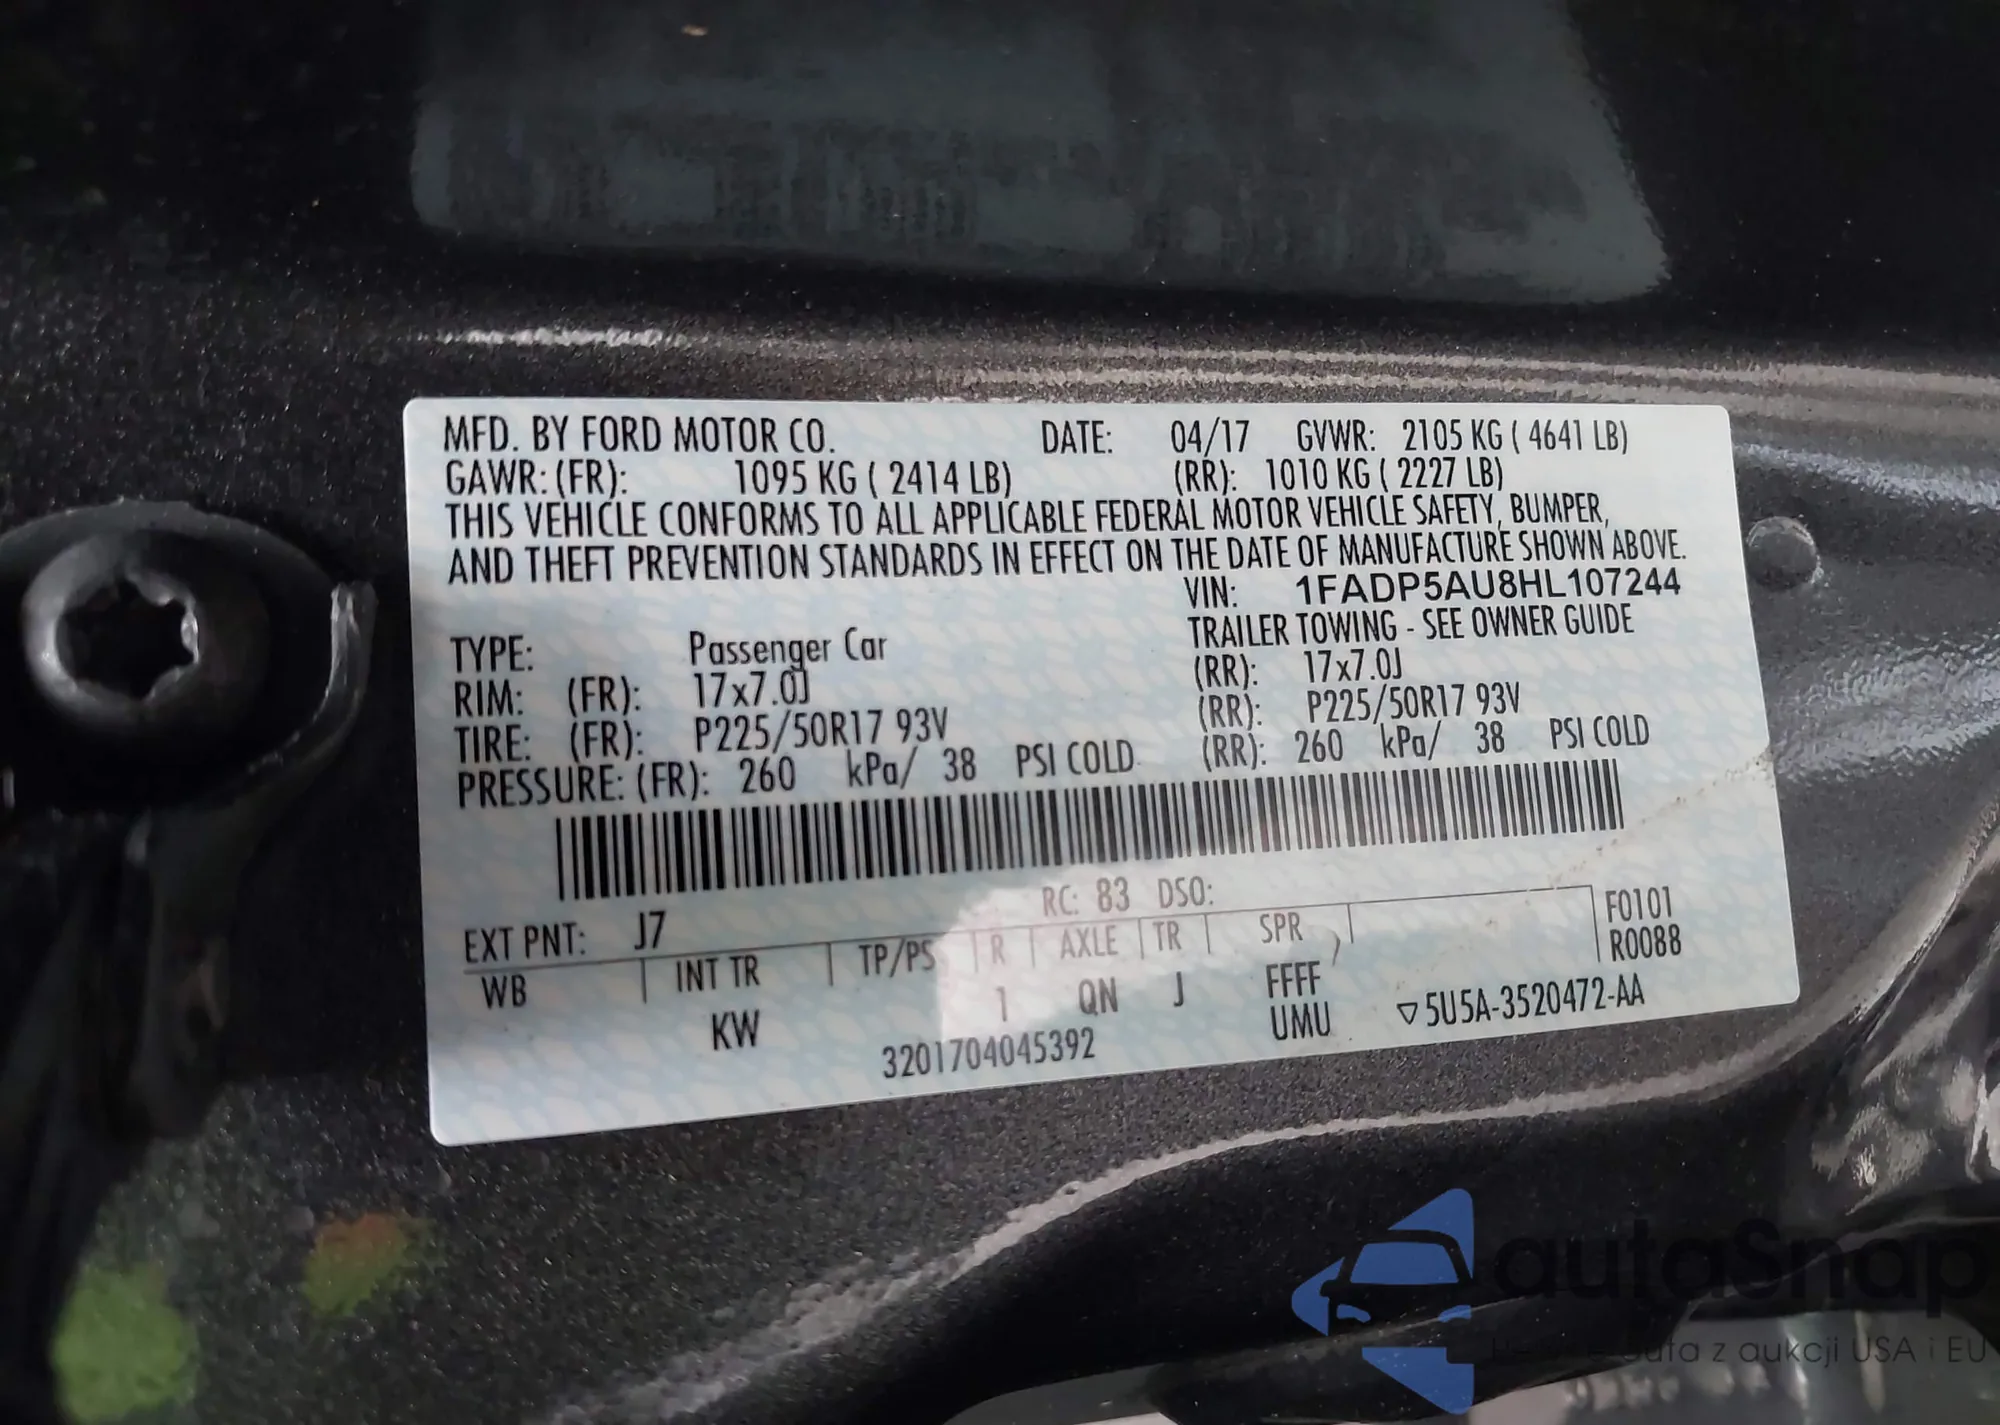 MFD. BY FORD MOTOR CO. DATE: 04/17 GVWR: 2105 KG ( 4641 LB)
GAWR: (FR): 1095 KG ( 2414 LB) (RR): 1010 KG ( 2227 LB)
THIS VEHICLE CONFORMS TO ALL APPLICABLE FEDERAL MOTOR VEHICLE SAFETY, BUMPER,
AND THEFT PREVENTION STANDARDS IN EFFECT ON THE DATE OF MANUFACTURE SHOWN ABOVE.
VIN: 1FADP5AU8HL107244
TYPE: Passenger Car TRAILER TOWING - SEE OWNER GUIDE
RIM: (FR): 17x7.0J (RR): 17x7.0J
TIRE: (FR): P225/50R17 93V (RR): P225/50R17 93V
PRESSURE: (FR): 260 kPa/ 38 PSI COLD (RR): 260 kPa/ 38 PSI COLD
EXT PNT: J7 RC: 83 DSO: F0101
WB INT TR TP/PS R AXLE TR SPR R0088
KW 1 QN J FFFF
3201704045392 UMU ▽5U5A-3520472-AA
autoSnap
auta z aukcji USA i EU